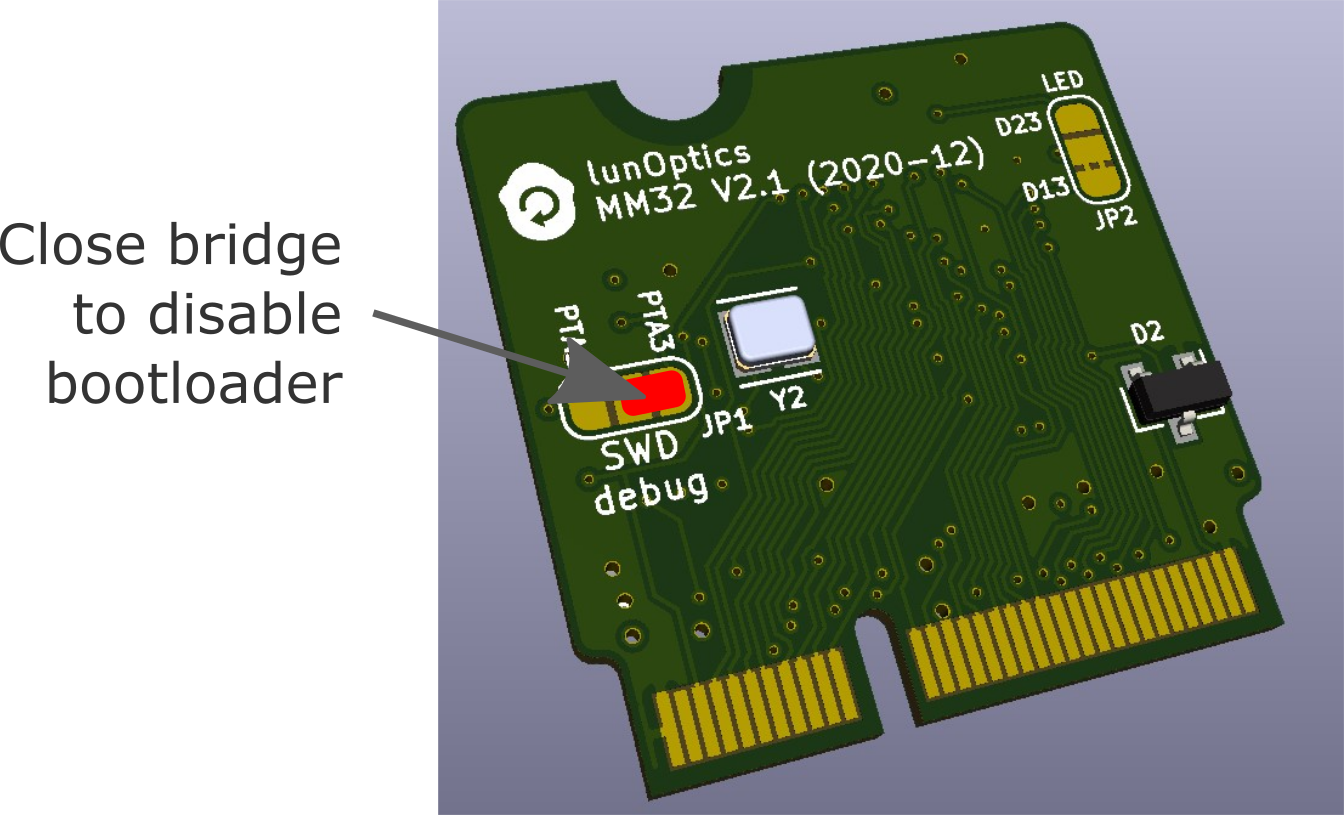 Close bridge
to disable
bootloader
lunOptics
MM32 V2.1 (2020-12)
LED
D23
D13
JP2
PTA3
D2
Y2
JP1
SWD
debug